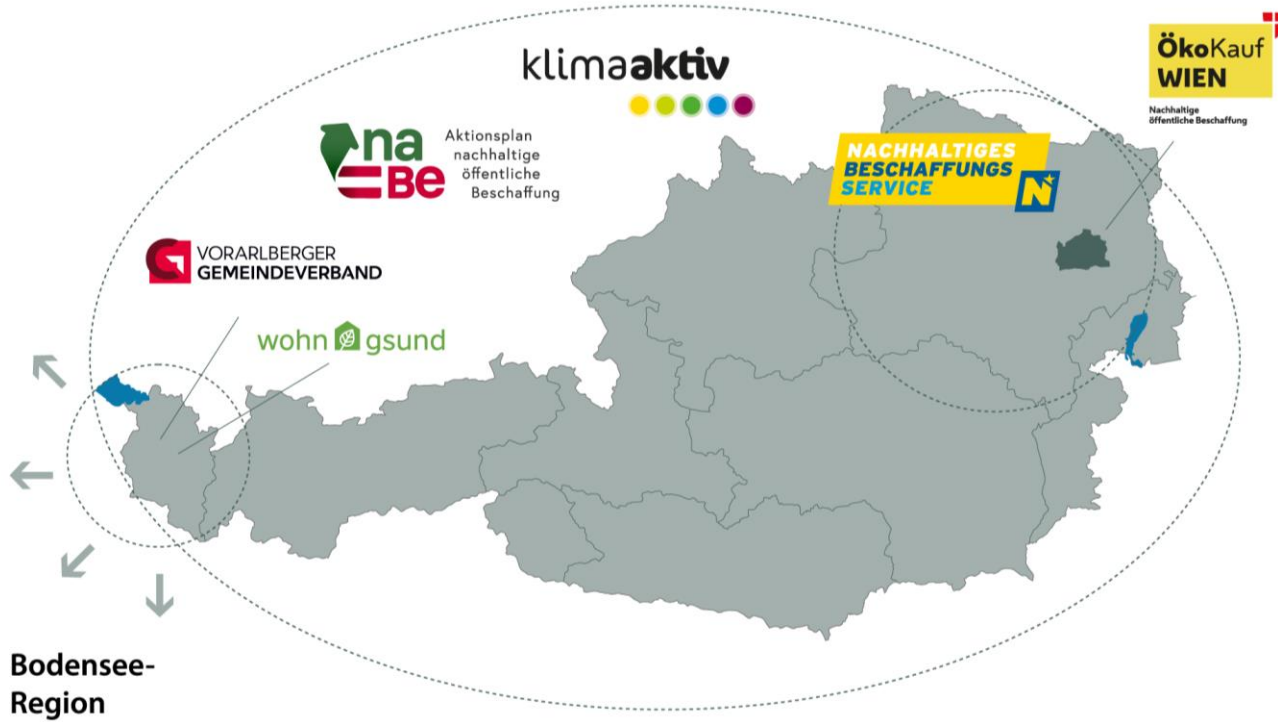 klimaaktiv
ÖkoKauf
WIEN
Nachhaltige
öffentliche Beschaffung
na
Be
Aktionsplan
nachhaltige
öffentliche
Beschaffung
NACHHALTIGES
BESCHAFFUNGS
SERVICE
N
VORARLBERGER
GEMEINDEVERBAND
wohn gsund
Bodensee-
Region